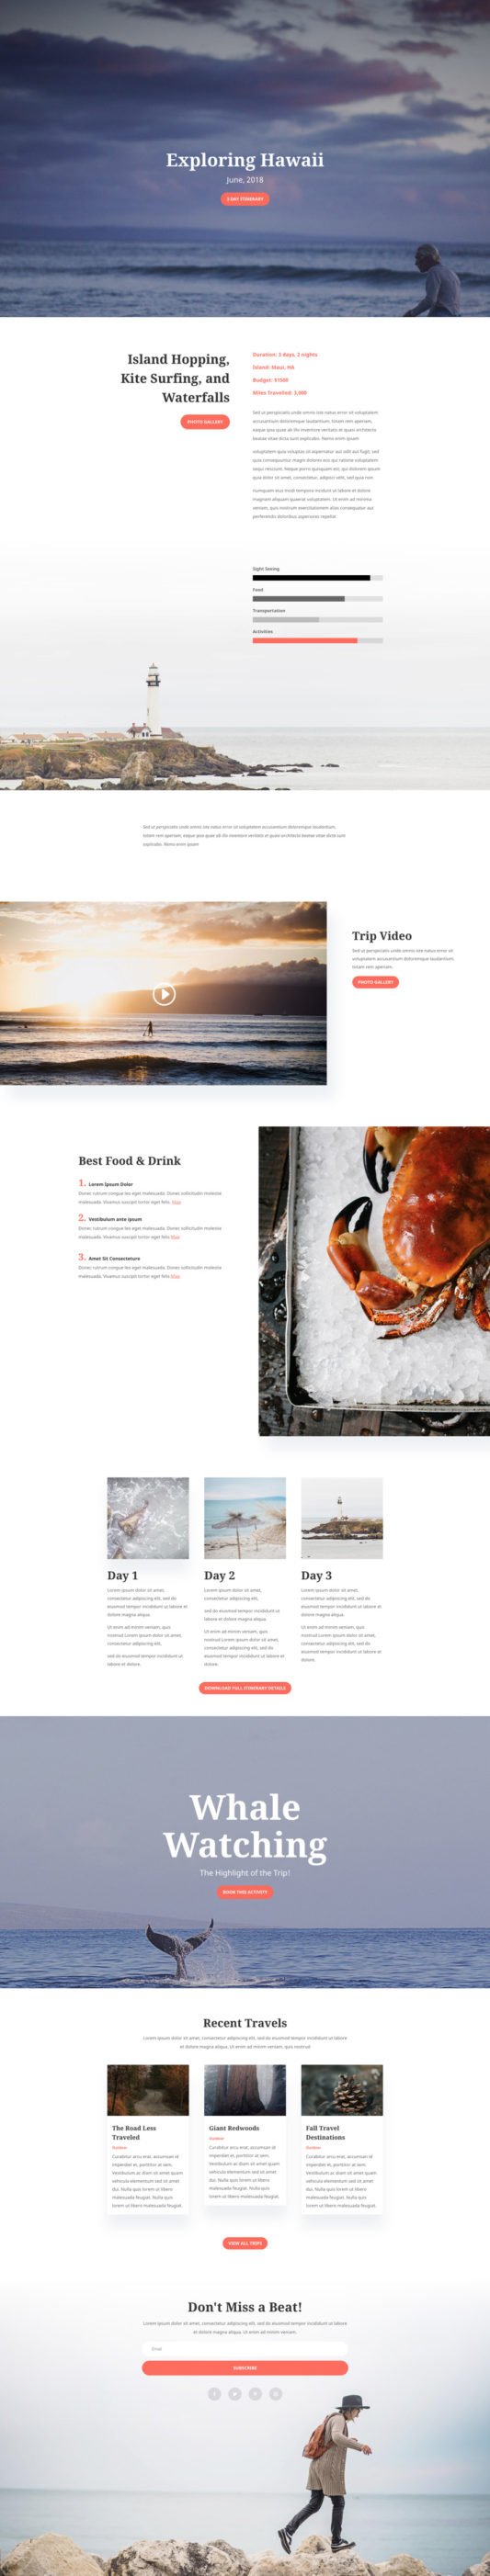 Exploring Hawaii
June, 2018
3 DAY ITINERARY
Island Hopping,
Kite Surfing, and
Waterfalls
PHOTO GALLERY
Duration: 3 days, 2 nights
Island: Maui, HA
Budget: $1000
Miles Travelled: 3,000
Sed ut perspiciatis unde omnis iste natus error sit voluptatem
accusantium doloremque laudantium, totam rem aperiam,
eaque ipsa quae ab illo inventore veritatis et quasi architecto
beatae vitae dicta sunt explicabo. Nemo enim ipsam
voluptatem quia voluptas sit aspernatur aut odit aut fugit, sed
quia consequuntur magni dolores eos qui ratione voluptatem
sequi nesciunt. Neque porro quisquam est, qui dolorem ipsum
quia dolor sit amet, consectetur, adipisci velit, sed quia non
numquam eius modi tempora incidunt ut labore et dolore
magnam aliquam quaerat voluptatem. Ut enim ad minima
veniam, quis nostrum exercitationem
perferendis doloribus asperiores repellat.
Sight Seeing
Food
Transportation
Activities
Sed ut perspiciatis unde omnis iste natus error sit voluptatem accusantium doloremque laudantium,
totam rem aperiam, eaque ipsa quae ab illo inventore veritatis et quasi architecto beatae vitae dicta sunt
explicabo. Nemo enim ipsam
Trip Video
Sed ut perspiciatis unde omnis iste natus error sit
voluptatem accusantium doloremque laudantium,
totam rem aperiam.
PHOTO GALLERY
Best Food & Drink
1. Lorem Ipsum Dolor
Donec rutrum congue leo eget malesuada. Donec sollicitudin molestie
malesuada. Vivamus suscipit tortor eget felis.
2. Vestibulum ante ipsum
Donec rutrum congue leo eget malesuada. Donec sollicitudin molestie
malesuada. Vivamus suscipit tortor eget felis
3. Amet Sit Consecteture
Donec rutrum congue leo eget malesuada. Donec sollicitudin molestie
malesuada. Vivamus suscipit tortor eget felis
Day 1
Lorem ipsum dolor sit amet,
consectetur adipiscing elit, sed do
eiusmod tempor incididunt ut labore et
dolore magna aliqua.
Ut enim ad minim veniam, quis
nostrud Lorem ipsum dolor sit amet,
consectetur adipiscing elit,
sed do eiusmod tempor incididunt ut
labore et dolore.
Day 2
Lorem ipsum dolor sit amet,
consectetur adipiscing elit,
sed do eiusmod tempor incididunt ut
labore et dolore magna aliqua.
Ut enim ad minim veniam, quis
nostrud Lorem ipsum dolor sit amet,
consectetur adipiscing elit, sed do
eiusmod tempor incididunt ut labore et
dolore.
Day 3
Lorem ipsum dolor sit amet,
consectetur adipiscing elit, sed do
eiusmod tempor incididunt ut labore et
dolore magna aliqua.
Ut enim ad minim veniam, quis
nostrud Lorem ipsum dolor sit amet,
consectetur adipiscing elit, sed do
eiusmod tempor incididunt ut labore et
dolore.
DOWNLOAD FULL ITINERARY DETAILS
Whale
Watching
The Highlight of the Trip!
BOOK THIS ACTIVITY
Recent Travels
Lorem ipsum dolor sit amet, consectetur adipiscing elit, sed do eiusmod tempor incididunt ut labore
et dolore magna aliqua. Ut enim ad minim veniam, quis nostrud
The Road Less
Traveled
Outdoor
Curabitur arcu erat, accumsan id
imperdiet et, porttitor at sem.
Vestibulum ac diam sit amet quam
vehicula elementum sed sit amet
dui. Nulla quis lorem ut libero
malesuada feugiat. Nulla quis
lorem ut libero malesuada feugiat.
Giant Redwoods
Outdoor
Curabitur arcu erat, accumsan id
imperdiet et, porttitor at sem.
Vestibulum ac diam sit amet quam
vehicula elementum sed sit amet
dui. Nulla quis lorem ut libero
malesuada feugiat. Nulla quis
lorem ut libero malesuada feugiat.
Fall Travel
Destinations
Outdoor
Curabitur arcu erat, accumsan id
imperdiet et, porttitor at sem.
Vestibulum ac diam sit amet quam
vehicula elementum sed sit amet
dui. Nulla quis lorem ut libero
malesuada feugiat. Nulla quis
lorem ut libero malesuada feugiat.
VIEW ALL TRIPS
Don't Miss a Beat!
Lorem ipsum dolor sit amet, consectetur adipiscing elit, sed do eiusmod tempor incididunt ut labore
et dolore magna aliqua. Ut enim ad minim veniam.
Email
SUBSCRIBE